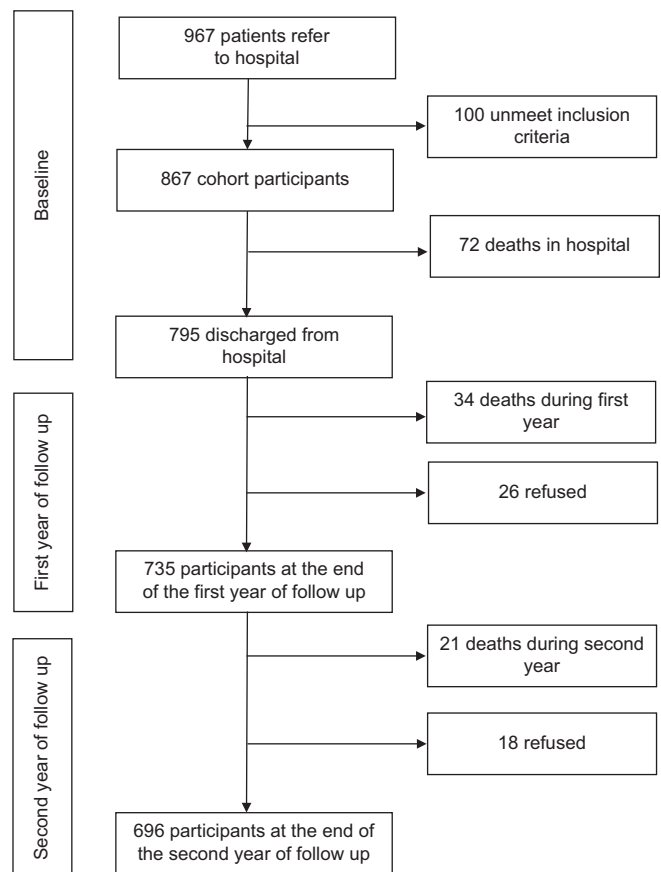 Baseline
967 patients refer
to hospital
100 unmeet inclusion
criteria
867 cohort participants
72 deaths in hospital
795 discharged from
hospital
First year of follow up
34 deaths during first
year
26 refused
735 participants at the end
of the first year of follow up
Second year of follow up
21 deaths during second
year
18 refused
696 participants at the end of
the second year of follow up